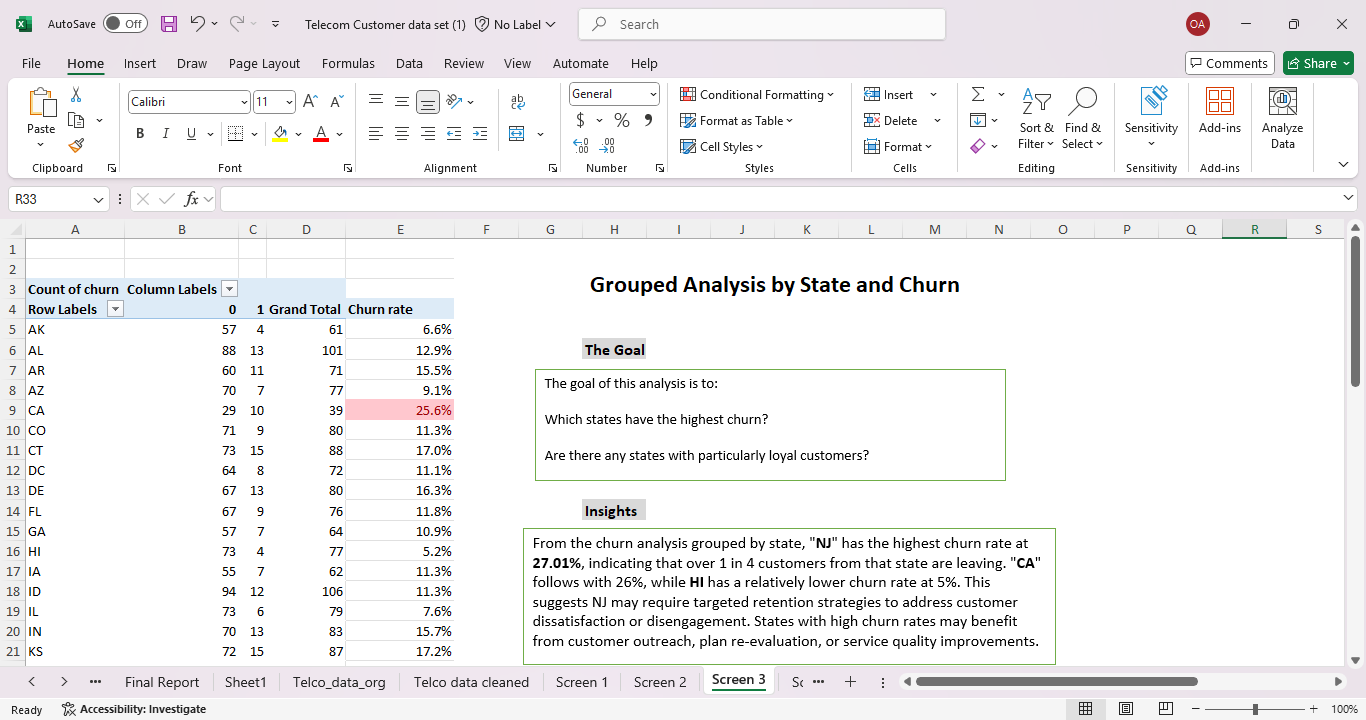 AutoSave Off Telecom Customer data set (1) No Label Search OA
File Home Insert Draw Page Layout Formulas Data Review View Automate Help Comments Share
Paste Calibri 11 A A General Conditional Formatting Insert Sort & Filter Find & Select Sensitivity Add-ins Analyze Data
B I U A ab $ % Format as Table Delete
Cell Styles Format
Clipboard Font Alignment Number Styles Cells Editing Sensitivity Add-ins
R33 fx
A B C D E F G H I J K L M N O P Q R S
1
2
3 Count of churn Column Labels
4 Row Labels 0 1 Grand Total Churn rate
5 AK 57 4 61 6.6%
6 AL 88 13 101 12.9%
7 AR 60 11 71 15.5%
8 AZ 70 7 77 9.1%
9 CA 29 10 39 25.6%
10 CO 71 9 80 11.3%
11 CT 73 15 88 17.0%
12 DC 64 8 72 11.1%
13 DE 67 13 80 16.3%
14 FL 67 9 76 11.8%
15 GA 57 7 64 10.9%
16 HI 73 4 77 5.2%
17 IA 55 7 62 11.3%
18 ID 94 12 106 11.3%
19 IL 73 6 79 7.6%
20 IN 70 13 83 15.7%
21 KS 72 15 87 17.2%
Grouped Analysis by State and Churn
The Goal
The goal of this analysis is to:
Which states have the highest churn?
Are there any states with particularly loyal customers?
Insights
From the churn analysis grouped by state, "NJ" has the highest churn rate at
27.01%, indicating that over 1 in 4 customers from that state are leaving. "CA"
follows with 26%, while HI has a relatively lower churn rate at 5%. This
suggests NJ may require targeted retention strategies to address customer
dissatisfaction or disengagement. States with high churn rates may benefit
from customer outreach, plan re-evaluation, or service quality improvements.
Final Report Sheet1 Telco_data_org Telco data cleaned Screen 1 Screen 2 Screen 3
Ready Accessibility: Investigate 100%